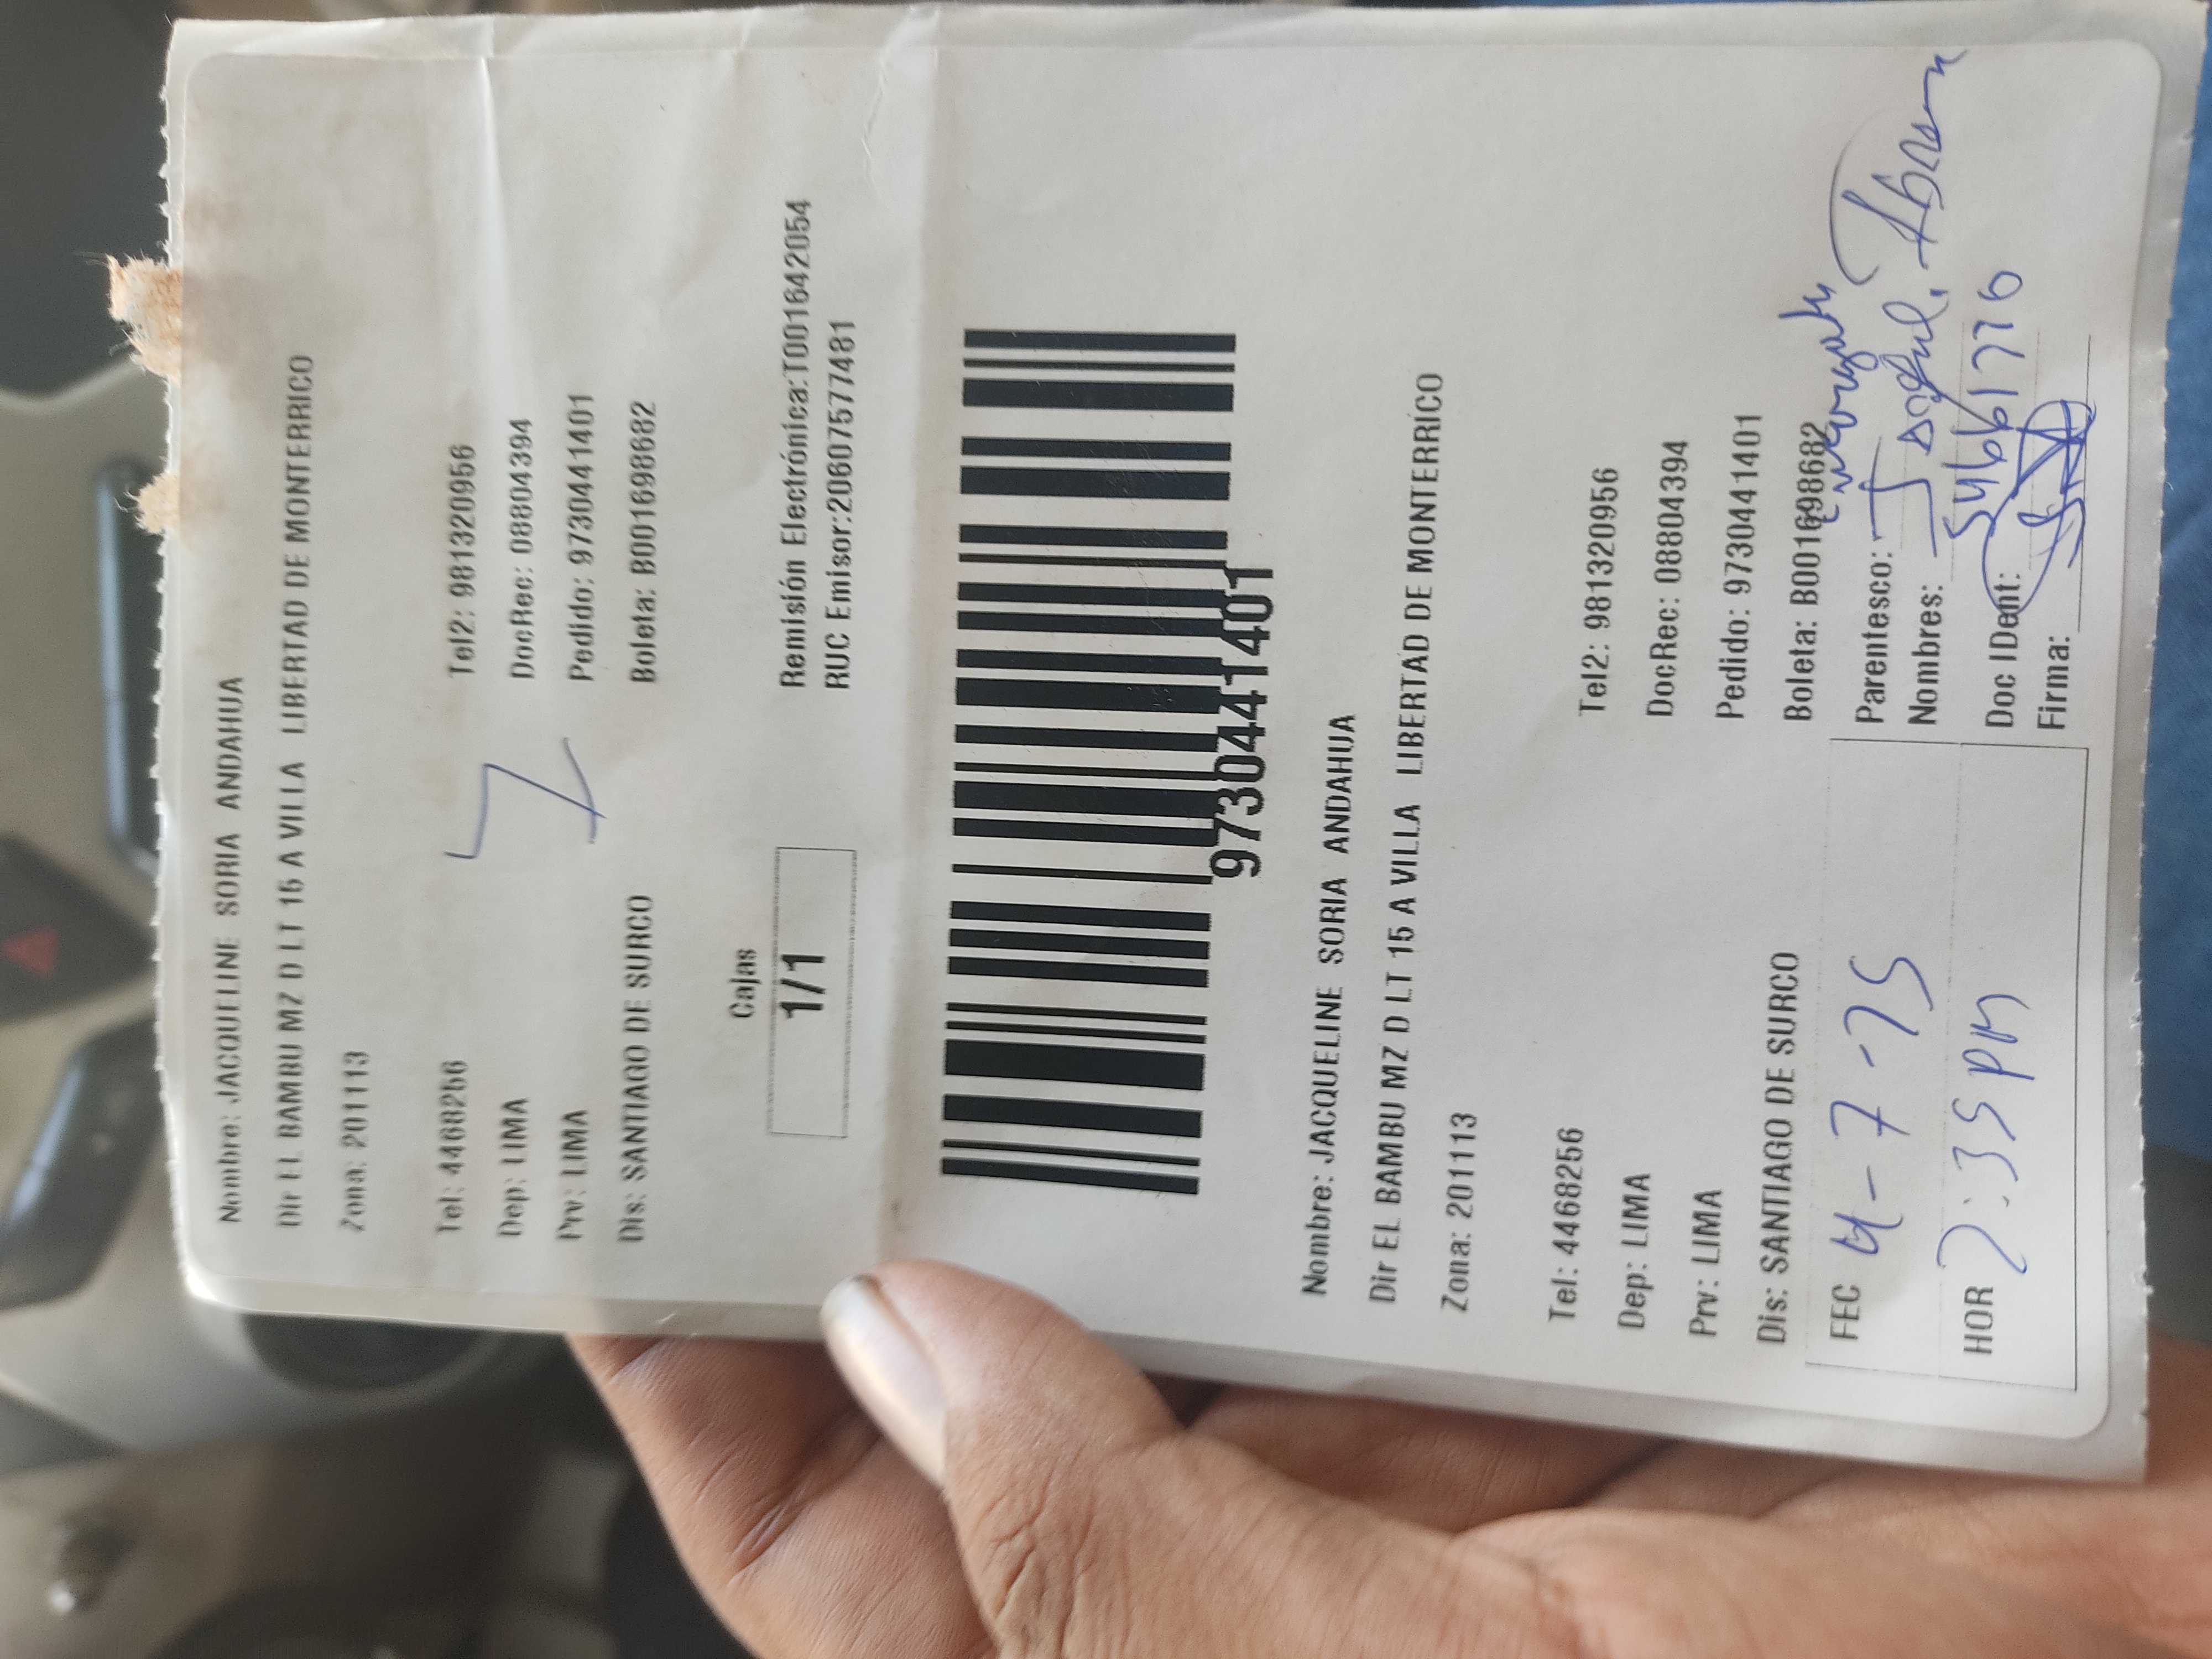 Nombre: JACQUELINE SORIA ANDAHUA
Dir EL BAMBU MZ D LT 15 A VILLA LIBERTAD DE MONTERRICO
Zona: 201113
Tel: 4468256 Tel2: 981320956
Dep: LIMA DocRec: 08804394
Prv: LIMA Pedido: 9730441401
Dis: SANTIAGO DE SURCO Boleta: B001698682
Cajas
1/1
Remisión Electrónica:T001642054
RUC Emisor:20607577481
9730441401
Nombre: JACQUELINE SORIA ANDAHUA
Dir EL BAMBU MZ D LT 15 A VILLA LIBERTAD DE MONTERRICO
Zona: 201113
Tel: 4468256 Tel2: 981320956
Dep: LIMA DocRec: 08804394
Prv: LIMA Pedido: 9730441401
Dis: SANTIAGO DE SURCO Boleta: B001698682
FEC 4-7-25 Parentesco:
Nombres:
HOR 2:35 PM Doc IDent:
Firma: